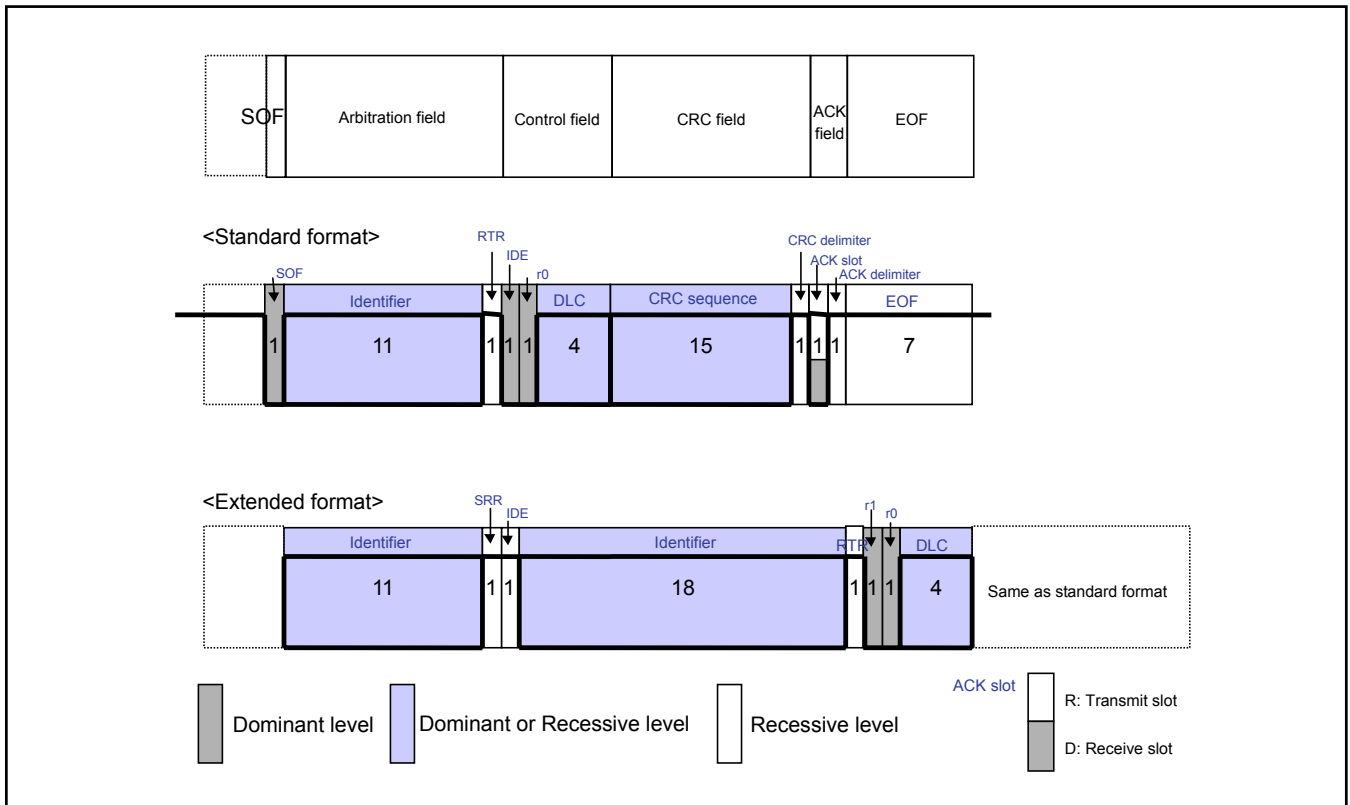 SOF
Arbitration field
Control field
CRC field
ACK
field
EOF
<Standard format>
SOF
RTR
IDE
r0
CRC delimiter
ACK slot
ACK delimiter
Identifier
DLC
CRC sequence
EOF
1
11
1
1
1
4
15
1
1
1
7
<Extended format>
SRR
IDE
r1
r0
Identifier
Identifier
RTR
DLC
11
1
1
18
1
1
1
4
Same as standard format
Dominant level
Dominant or Recessive level
Recessive level
ACK slot
R: Transmit slot
D: Receive slot